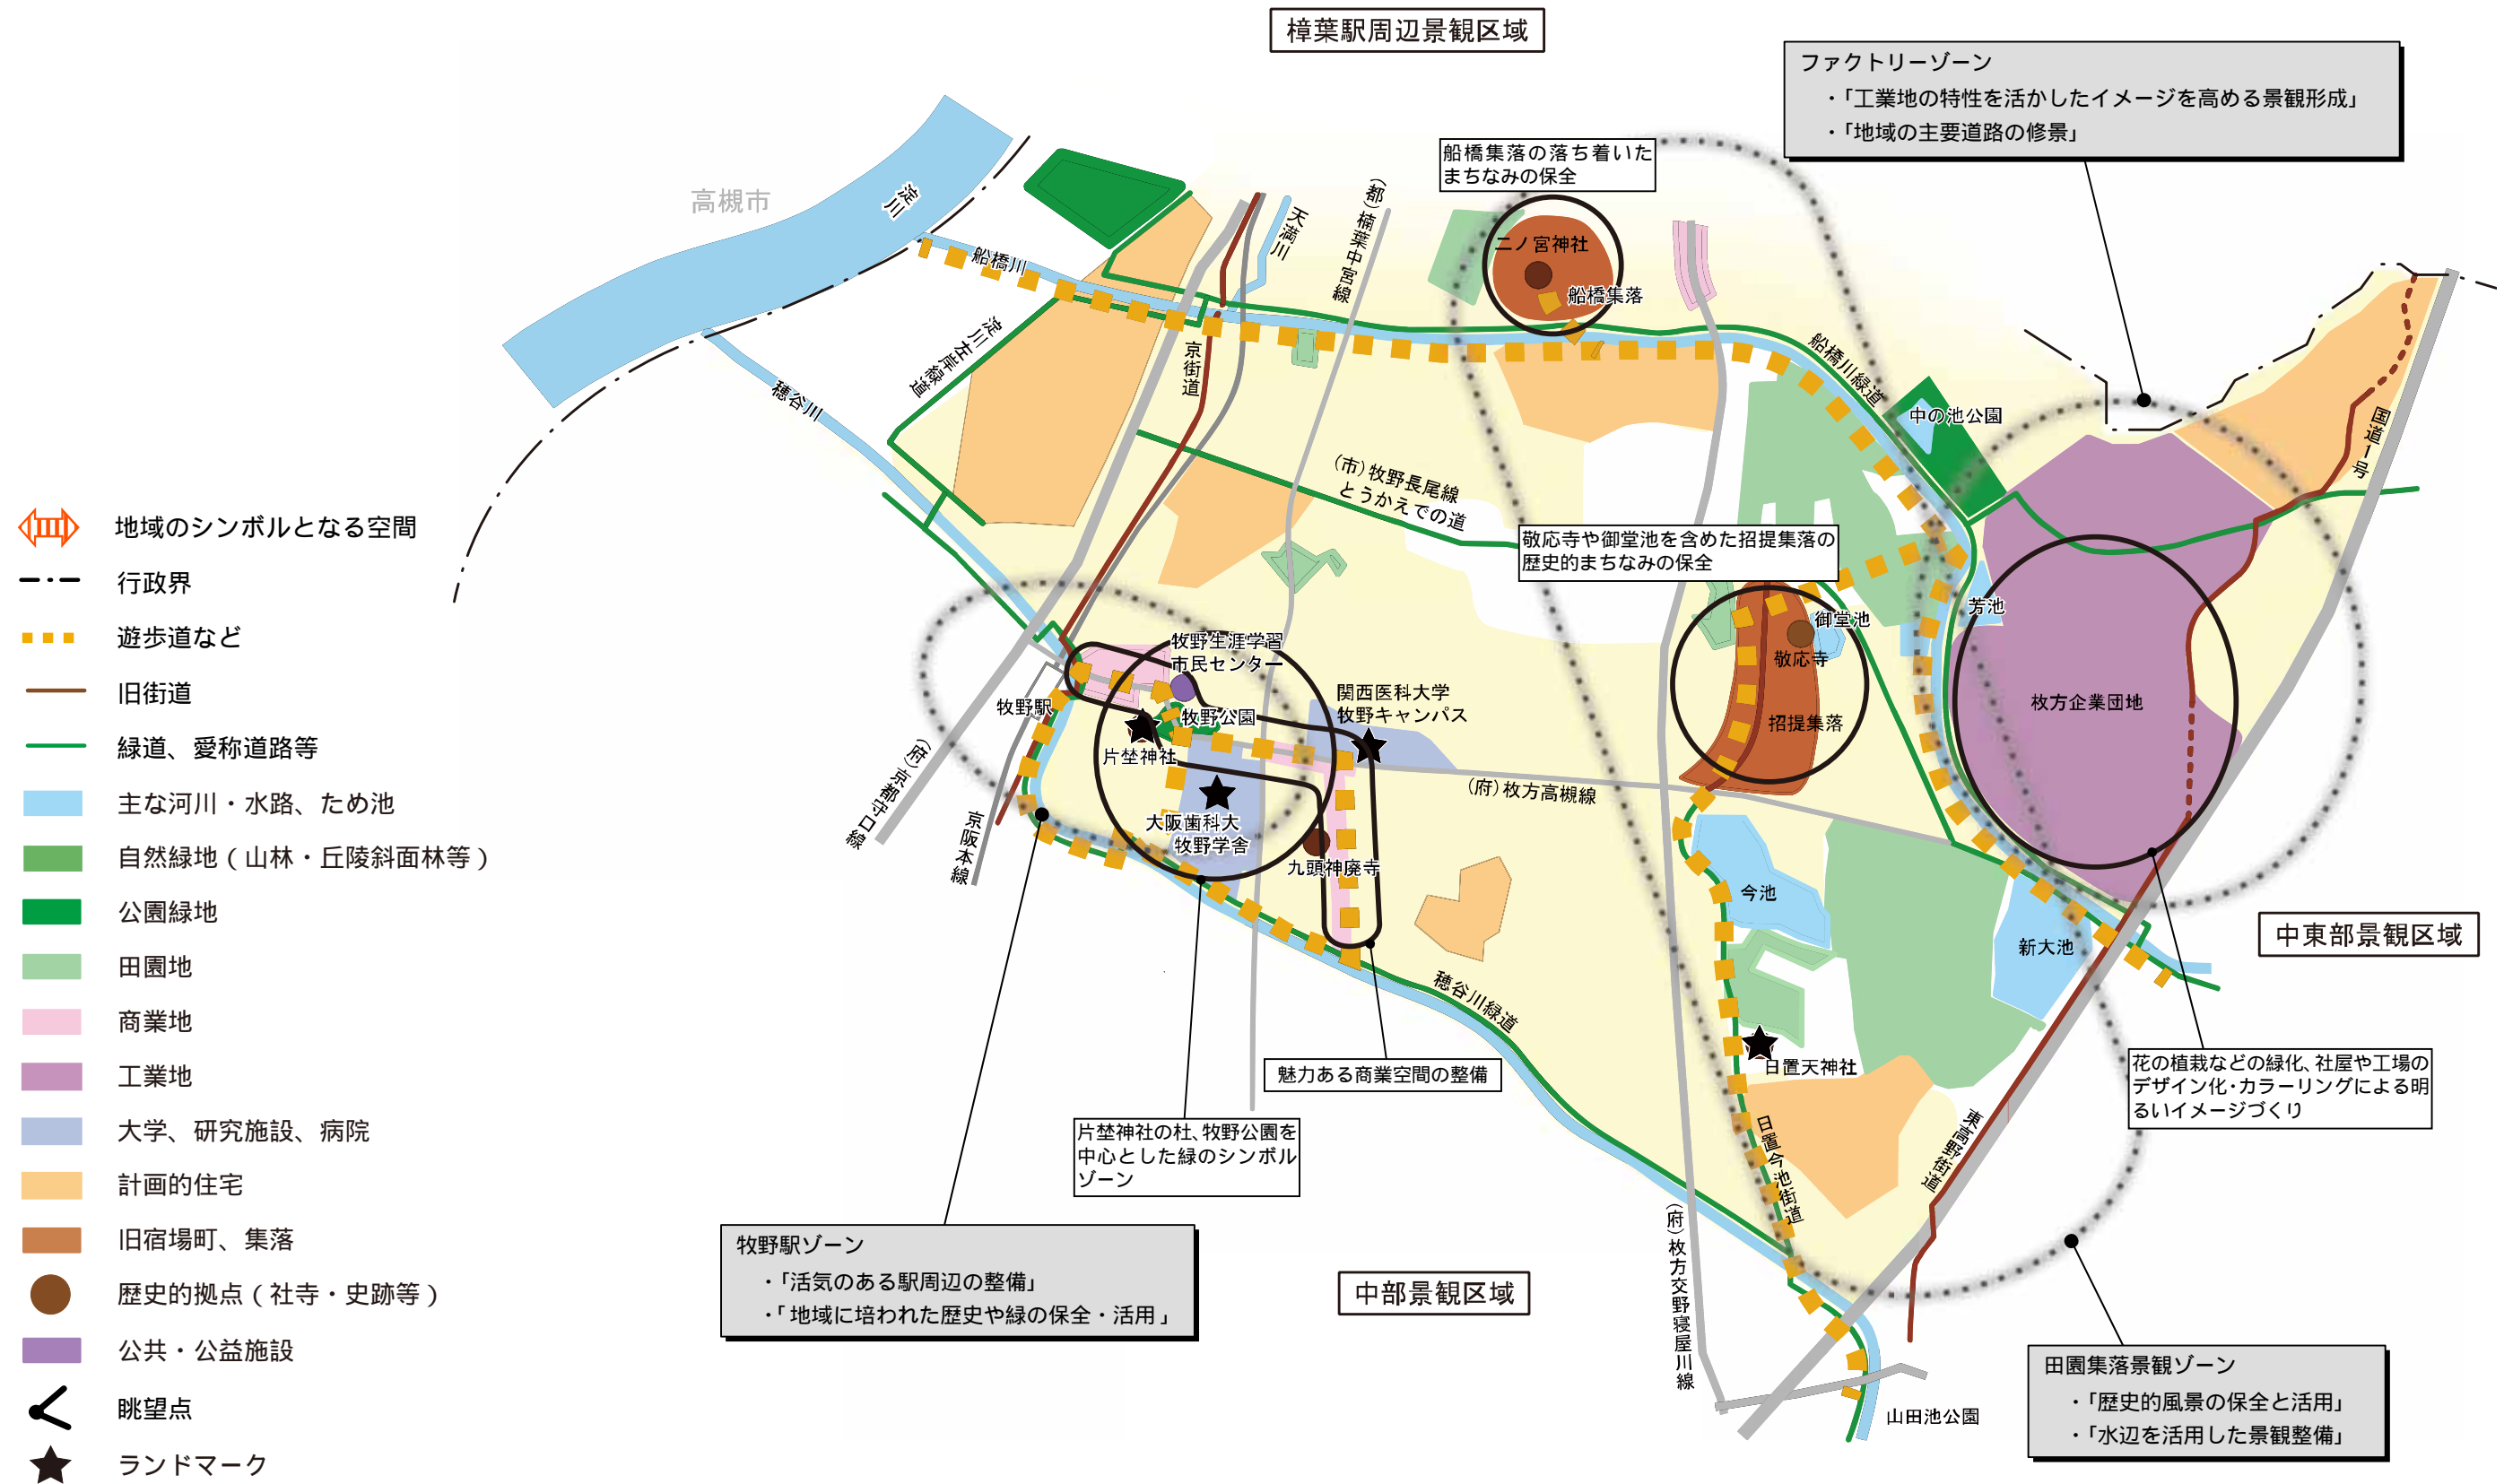 樟葉駅周辺景観区域
ファクトリーゾーン
・「工業地の特性を活かしたイメージを高める景観形成」
・「地域の主要道路の修景」
船橋集落の落ち着いた
まちなみの保全
高槻市
淀川
船橋川
天満川
(都)楠葉中宮線
二ノ宮神社
船橋集落
淀川左岸緑道
京街道
穂谷川
船橋川緑道
中の池公園
国道1号
(市)牧野長尾線
とうかえでの道
敬応寺や御堂池を含めた招提集落の
歴史的まちなみの保全
芳池
御堂池
敬応寺
招提集落
枚方企業団地
牧野生涯学習
市民センター
関西医科大学
牧野キャンパス
牧野駅
牧野公園
片埜神社
(府)京都守口線
京阪本線
大阪歯科大
牧野学舎
九頭神廃寺
(府)枚方高槻線
今池
新大池
中東部景観区域
穂谷川緑道
日置天神社
魅力ある商業空間の整備
片埜神社の杜、牧野公園を
中心とした緑のシンボル
ゾーン
花の植栽などの緑化、社屋や工場の
デザイン化・カラーリングによる明
るいイメージづくり
日置今池街道
東高野街道
(府)枚方交野寝屋川線
牧野駅ゾーン
・「活気のある駅周辺の整備」
・「地域に培われた歴史や緑の保全・活用」
中部景観区域
田園集落景観ゾーン
・「歴史的風景の保全と活用」
・「水辺を活用した景観整備」
山田池公園
地域のシンボルとなる空間
行政界
遊歩道など
旧街道
緑道、愛称道路等
主な河川・水路、ため池
自然緑地(山林・丘陵斜面林等)
公園緑地
田園地
商業地
工業地
大学、研究施設、病院
計画的住宅
旧宿場町、集落
歴史的拠点(社寺・史跡等)
公共・公益施設
眺望点
ランドマーク